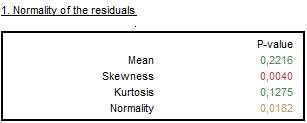 1. Normality of the residuals
P-value
Mean 0,2216
Skewness 0,0040
Kurtosis 0,1275
Normality 0,0182